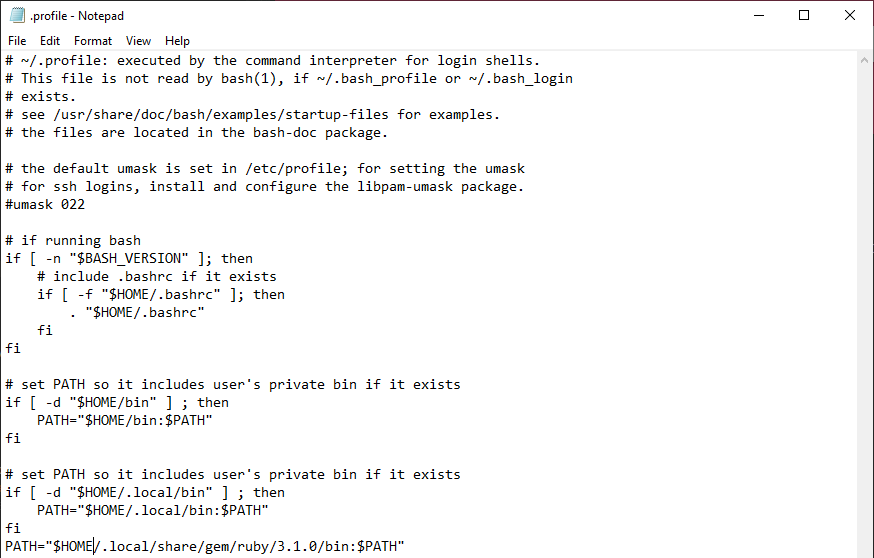 .profile - Notepad
File Edit Format View Help
# ~/.profile: executed by the command interpreter for login shells.
# This file is not read by bash(1), if ~/.bash_profile or ~/.bash_login
# exists.
# see /usr/share/doc/bash/examples/startup-files for examples.
# the files are located in the bash-doc package.

# the default umask is set in /etc/profile; for setting the umask
# for ssh logins, install and configure the libpam-umask package.
#umask 022

# if running bash
if [ -n "$BASH_VERSION" ]; then
    # include .bashrc if it exists
    if [ -f "$HOME/.bashrc" ]; then
        . "$HOME/.bashrc"
    fi
fi

# set PATH so it includes user's private bin if it exists
if [ -d "$HOME/bin" ] ; then
    PATH="$HOME/bin:$PATH"
fi

# set PATH so it includes user's private bin if it exists
if [ -d "$HOME/.local/bin" ] ; then
    PATH="$HOME/.local/bin:$PATH"
fi
PATH="$HOME/.local/share/gem/ruby/3.1.0/bin:$PATH"